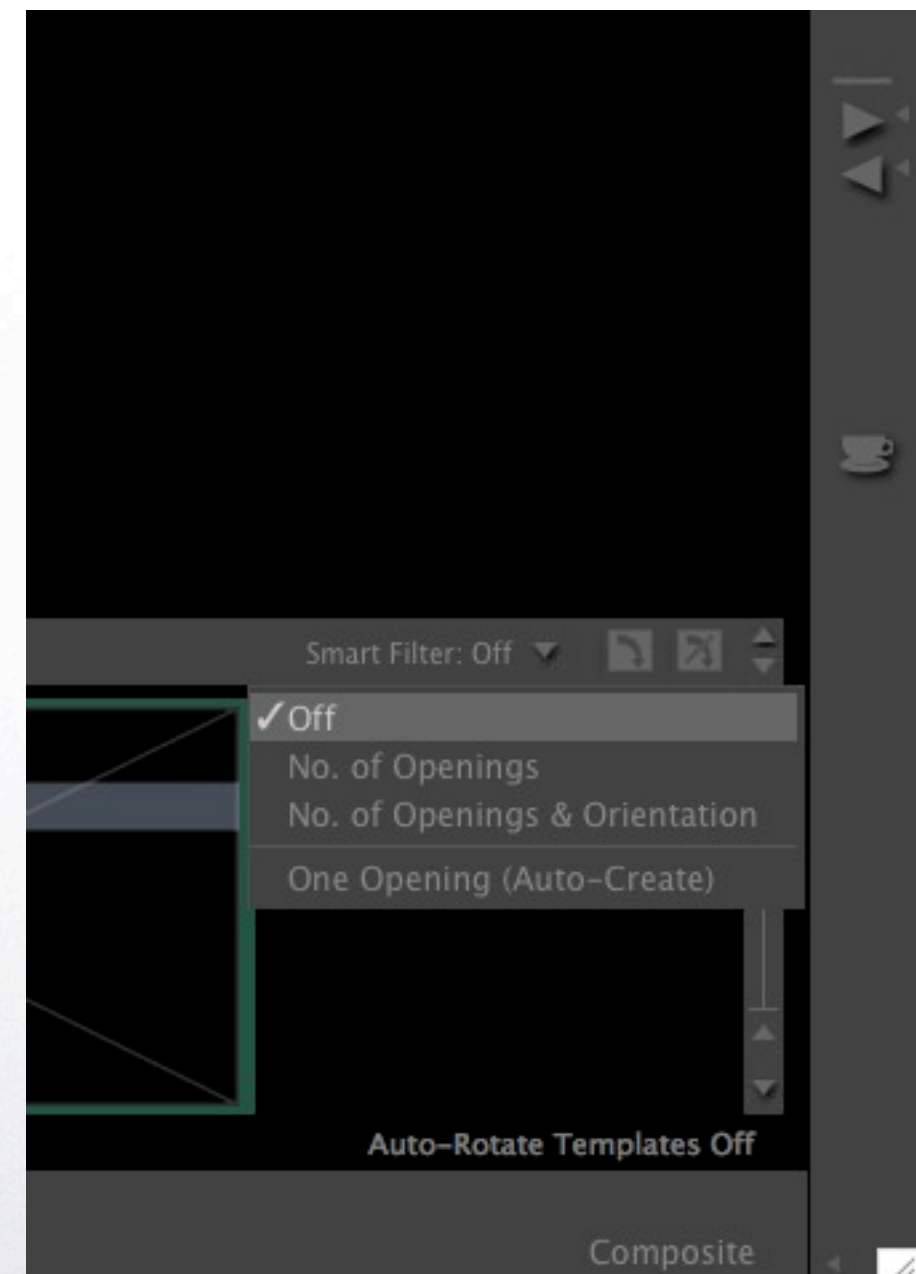 Smart Filter: Off
✓Off
No. of Openings
No. of Openings & Orientation
One Opening (Auto-Create)
Auto-Rotate Templates Off
Composite